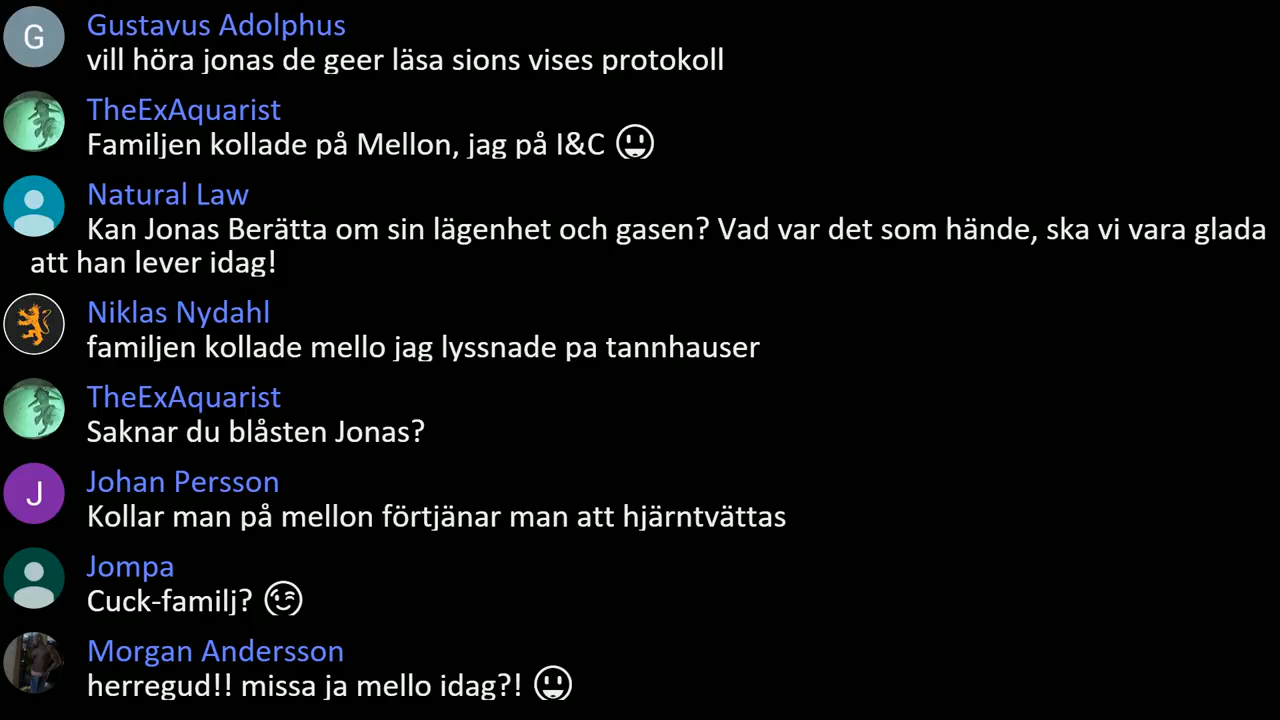 G
Gustavus Adolphus
vill höra jonas de geer läsa sions vises protokoll
TheExAquarist
Familjen kollade på Mellon, jag på I&C 😃
Natural Law
Kan Jonas Berätta om sin lägenhet och gasen? Vad var det som hände, ska vi vara glada
att han lever idag!
Niklas Nydahl
familjen kollade mello jag lyssnade pa tannhauser
TheExAquarist
Saknar du blåsten Jonas?
J
Johan Persson
Kollar man på mellon förtjänar man att hjärntvättas
Jompa
Cuck-familj? 😉
Morgan Andersson
herregud!! missa ja mello idag?! 😃